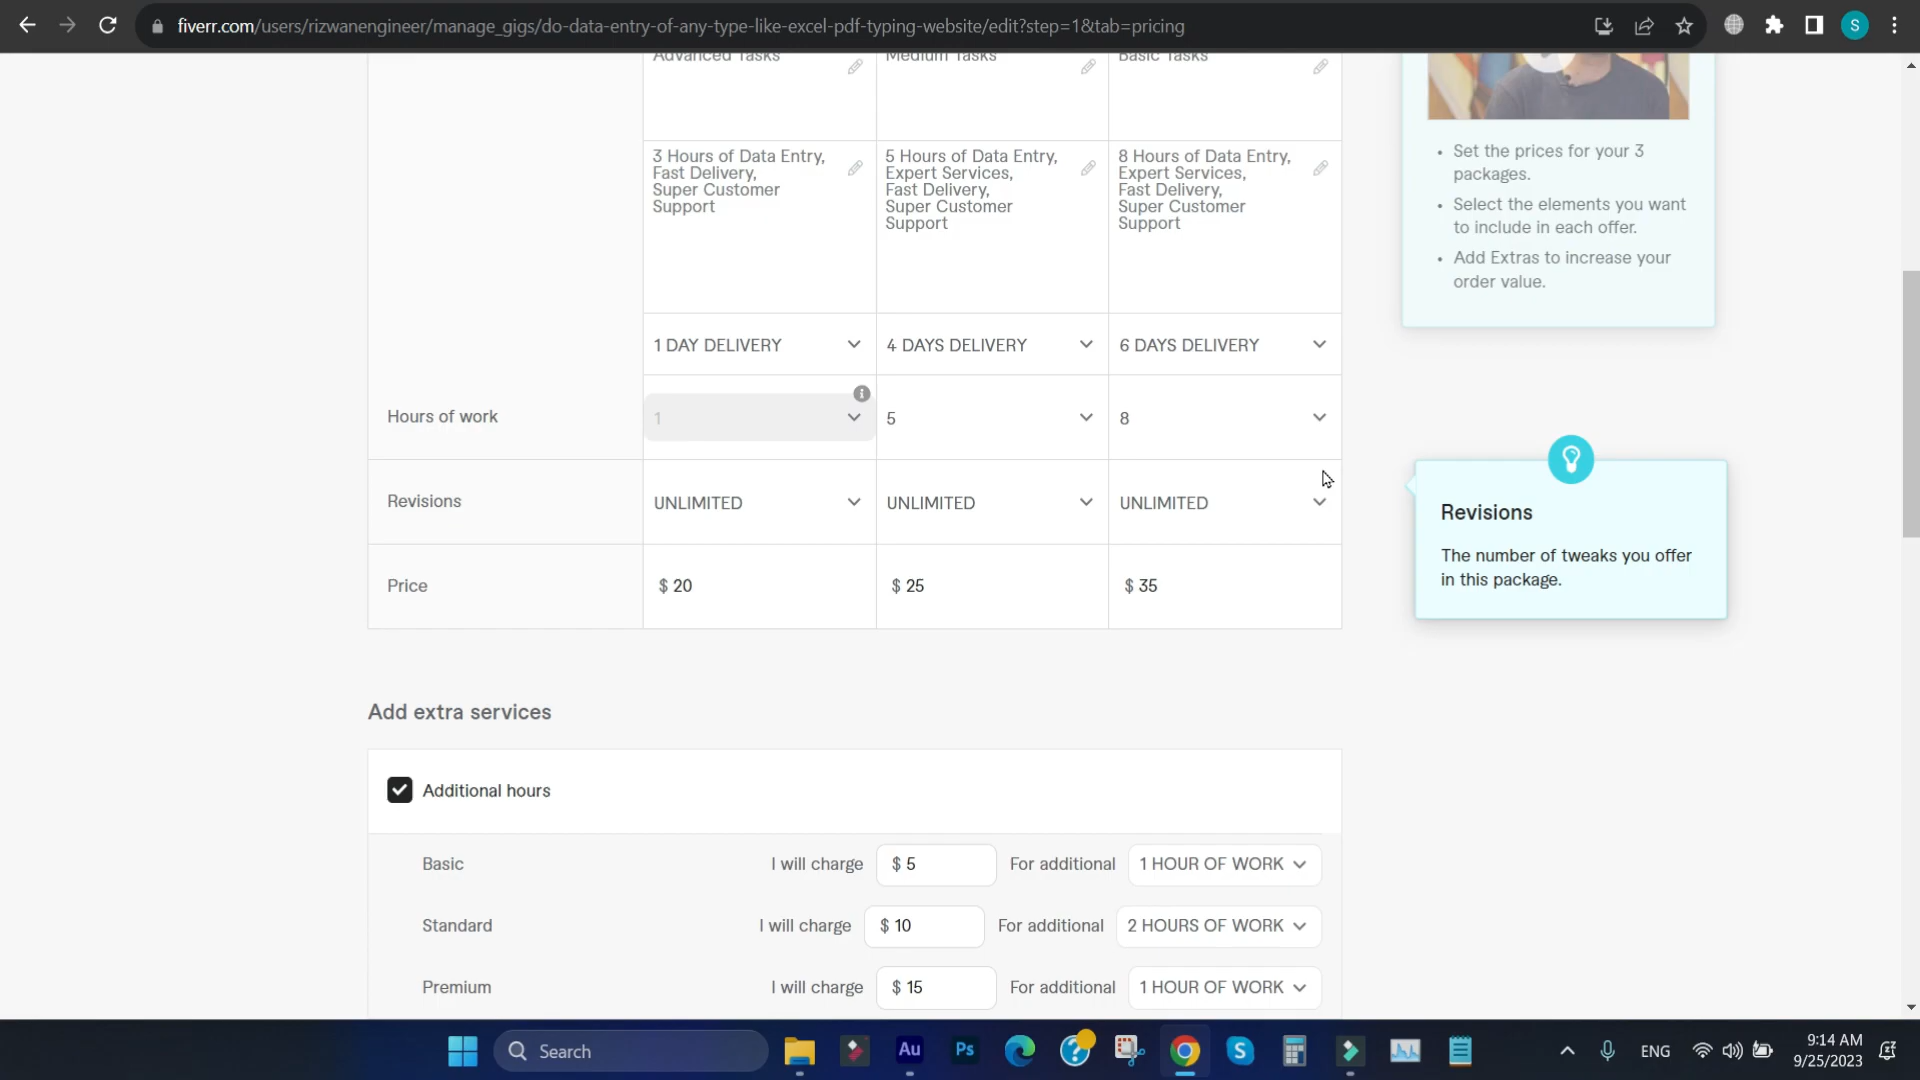 fiverr.com/users/rizwanengineer/manage_gigs/do-data-entry-of-any-type-like-excel-pdf-typing-website/edit?step=1&tab=pricing
S
Advanced Tasks
Medium Tasks
Basic Tasks
3 Hours of Data Entry,
Fast Delivery,
Super Customer
Support
5 Hours of Data Entry,
Expert Services,
Fast Delivery,
Super Customer
Support
8 Hours of Data Entry,
Expert Services,
Fast Delivery,
Super Customer
Support
1 DAY DELIVERY
4 DAYS DELIVERY
6 DAYS DELIVERY
Hours of work
1
5
8
Revisions
UNLIMITED
UNLIMITED
UNLIMITED
Price
$ 20
$ 25
$ 35
• Set the prices for your 3
packages.
• Select the elements you want
to include in each offer.
• Add Extras to increase your
order value.
Revisions
The number of tweaks you offer
in this package.
Add extra services
Additional hours
Basic
I will charge
$ 5
For additional
1 HOUR OF WORK
Standard
I will charge
$ 10
For additional
2 HOURS OF WORK
Premium
I will charge
$ 15
For additional
1 HOUR OF WORK
Search
Au
Ps
ENG
9:14 AM
9/25/2023